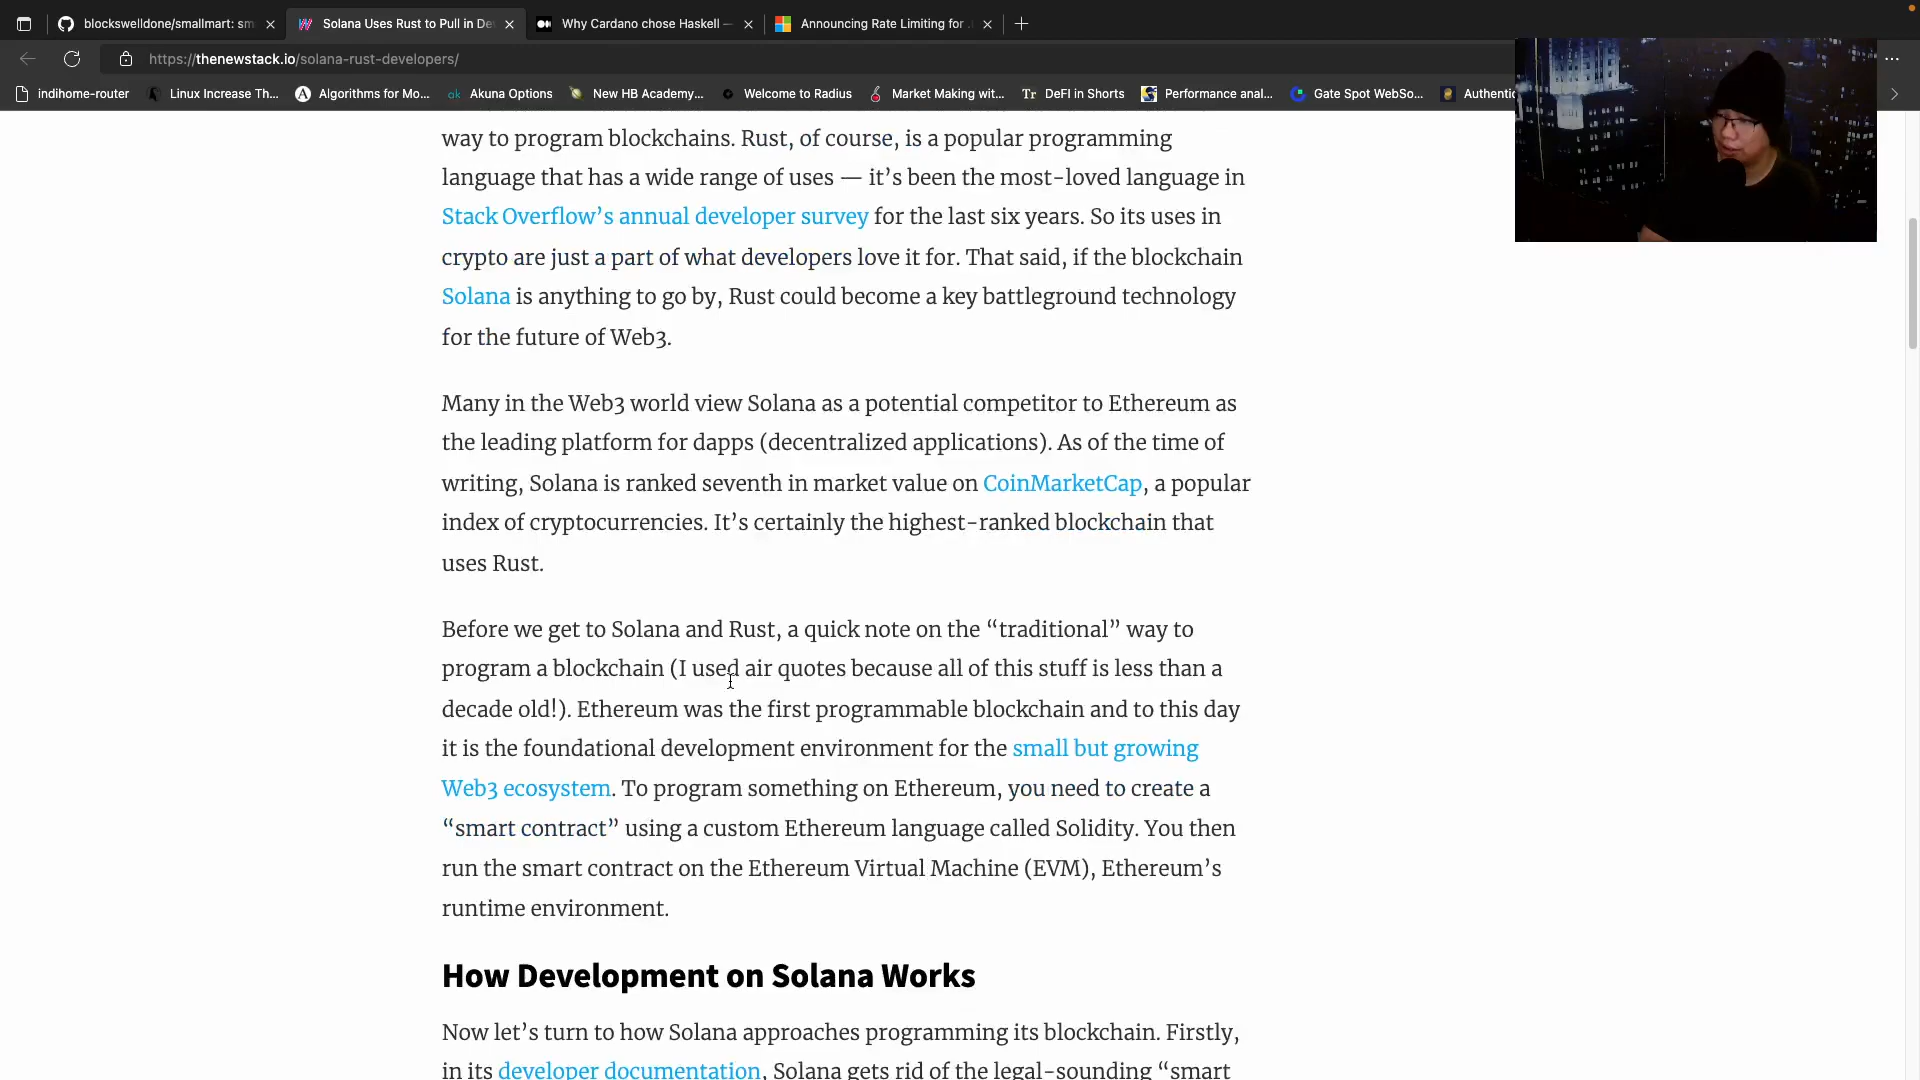 blockswelldone/smallmart: sm
Solana Uses Rust to Pull in De
Why Cardano chose Haskell —
Announcing Rate Limiting for .
https://thenewstack.io/solana-rust-developers/
indihome-router
Linux Increase Th...
Algorithms for Mo...
Akuna Options
New HB Academy...
Welcome to Radius
Market Making wit...
Tr DeFI in Shorts
Performance anal...
Gate Spot WebSo...
Authentic
way to program blockchains. Rust, of course, is a popular programming
language that has a wide range of uses — it’s been the most-loved language in
Stack Overflow’s annual developer survey for the last six years. So its uses in
crypto are just a part of what developers love it for. That said, if the blockchain
Solana is anything to go by, Rust could become a key battleground technology
for the future of Web3.
Many in the Web3 world view Solana as a potential competitor to Ethereum as
the leading platform for dapps (decentralized applications). As of the time of
writing, Solana is ranked seventh in market value on CoinMarketCap, a popular
index of cryptocurrencies. It’s certainly the highest-ranked blockchain that
uses Rust.
Before we get to Solana and Rust, a quick note on the “traditional” way to
program a blockchain (I used air quotes because all of this stuff is less than a
decade old!). Ethereum was the first programmable blockchain and to this day
it is the foundational development environment for the small but growing
Web3 ecosystem. To program something on Ethereum, you need to create a
“smart contract” using a custom Ethereum language called Solidity. You then
run the smart contract on the Ethereum Virtual Machine (EVM), Ethereum’s
runtime environment.
How Development on Solana Works
Now let’s turn to how Solana approaches programming its blockchain. Firstly,
in its developer documentation, Solana gets rid of the legal-sounding “smart